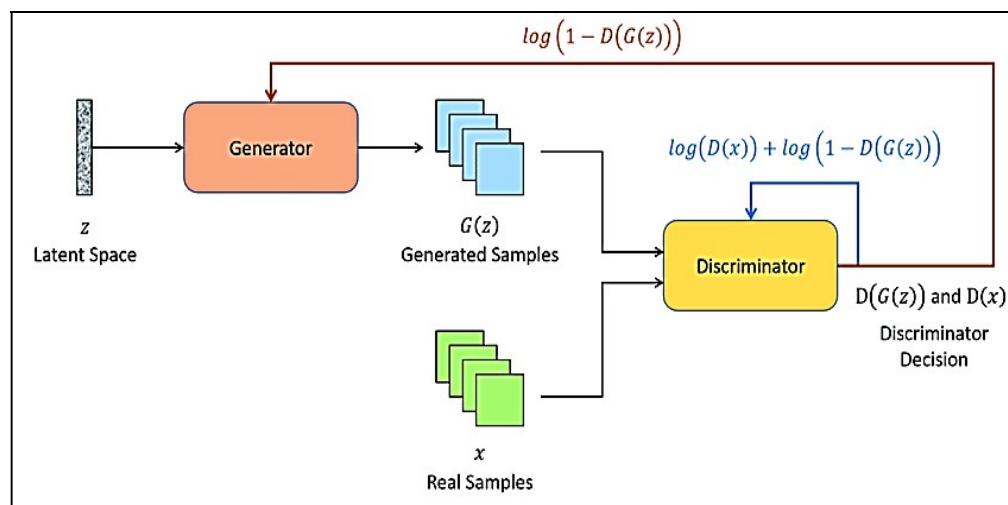 log(1 − D(G(z)))
Generator
log(D(x)) + log(1 − D(G(z)))
z
Latent Space
G(z)
Generated Samples
Discriminator
D(G(z)) and D(x)
Discriminator
Decision
x
Real Samples